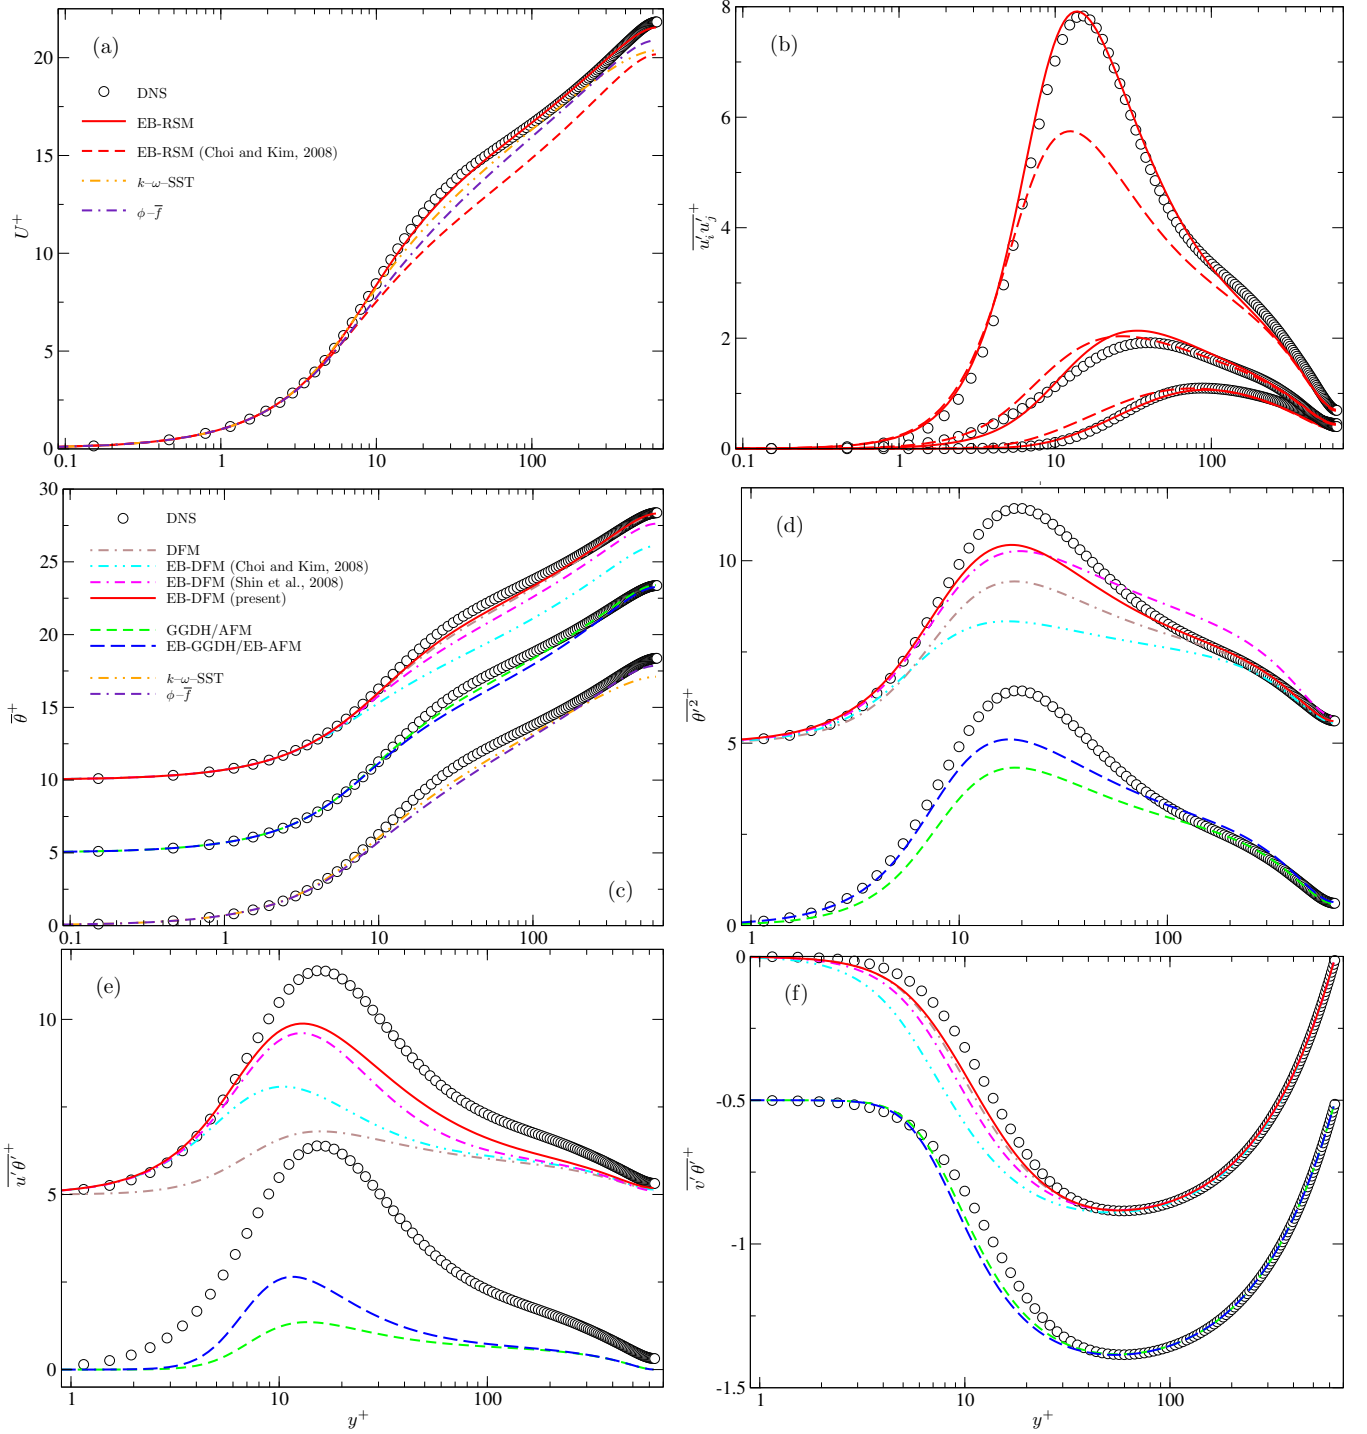 (a)
DNS
EB-RSM
EB-RSM (Choi and Kim, 2008)
k–ω–SST
ϕ–f̅
U⁺
0
5
10
15
20
0.1
1
10
100
(b)
u'ᵢu'ⱼ⁺
0
2
4
6
8
0.1
1
10
100
(c)
DNS
DFM
EB-DFM (Choi and Kim, 2008)
EB-DFM (Shin et al., 2008)
EB-DFM (present)
GGDH/AFM
EB-GGDH/EB-AFM
k–ω–SST
ϕ–f̅
θ̅⁺
0
5
10
15
20
25
30
0.1
1
10
100
(d)
θ'²⁺
0
5
10
1
10
100
(e)
u'θ'⁺
0
5
10
1
10
100
y⁺
(f)
v'θ'⁺
0
-0.5
-1
-1.5
1
10
100
y⁺